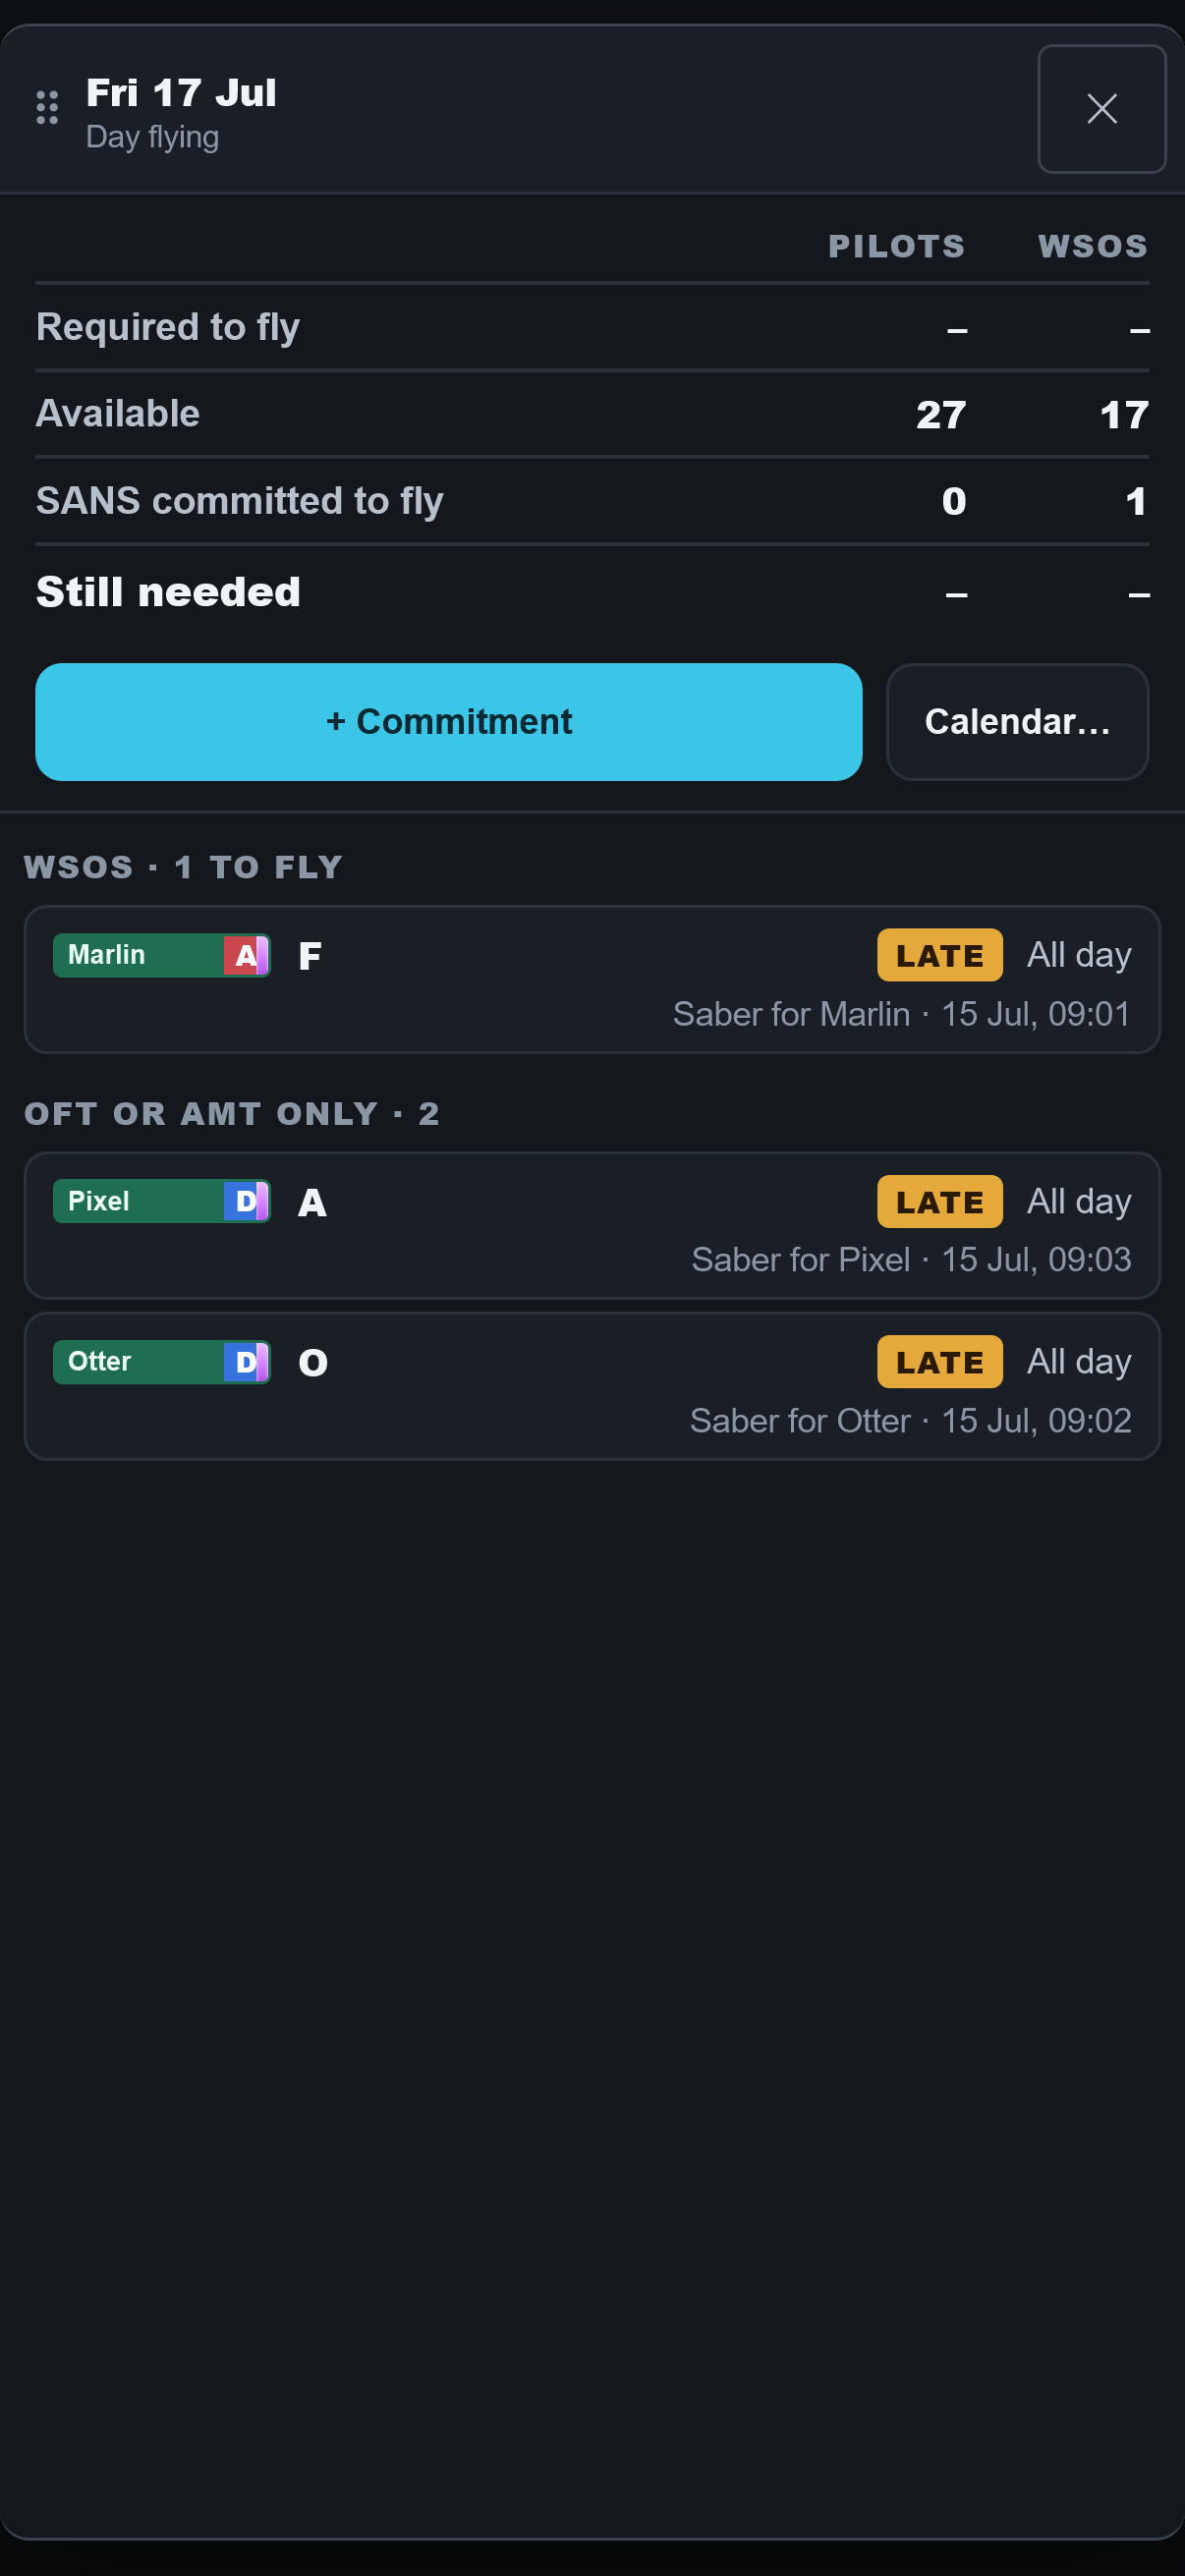 Fri 17 Jul
Day flying
PILOTS WSOS
Required to fly – –
Available 27 17
SANS committed to fly 0 1
Still needed – –
+ Commitment Calendar...
WSOS · 1 TO FLY
Marlin A F LATE All day
Saber for Marlin · 15 Jul, 09:01
OFT OR AMT ONLY · 2
Pixel D A LATE All day
Saber for Pixel · 15 Jul, 09:03
Otter D O LATE All day
Saber for Otter · 15 Jul, 09:02